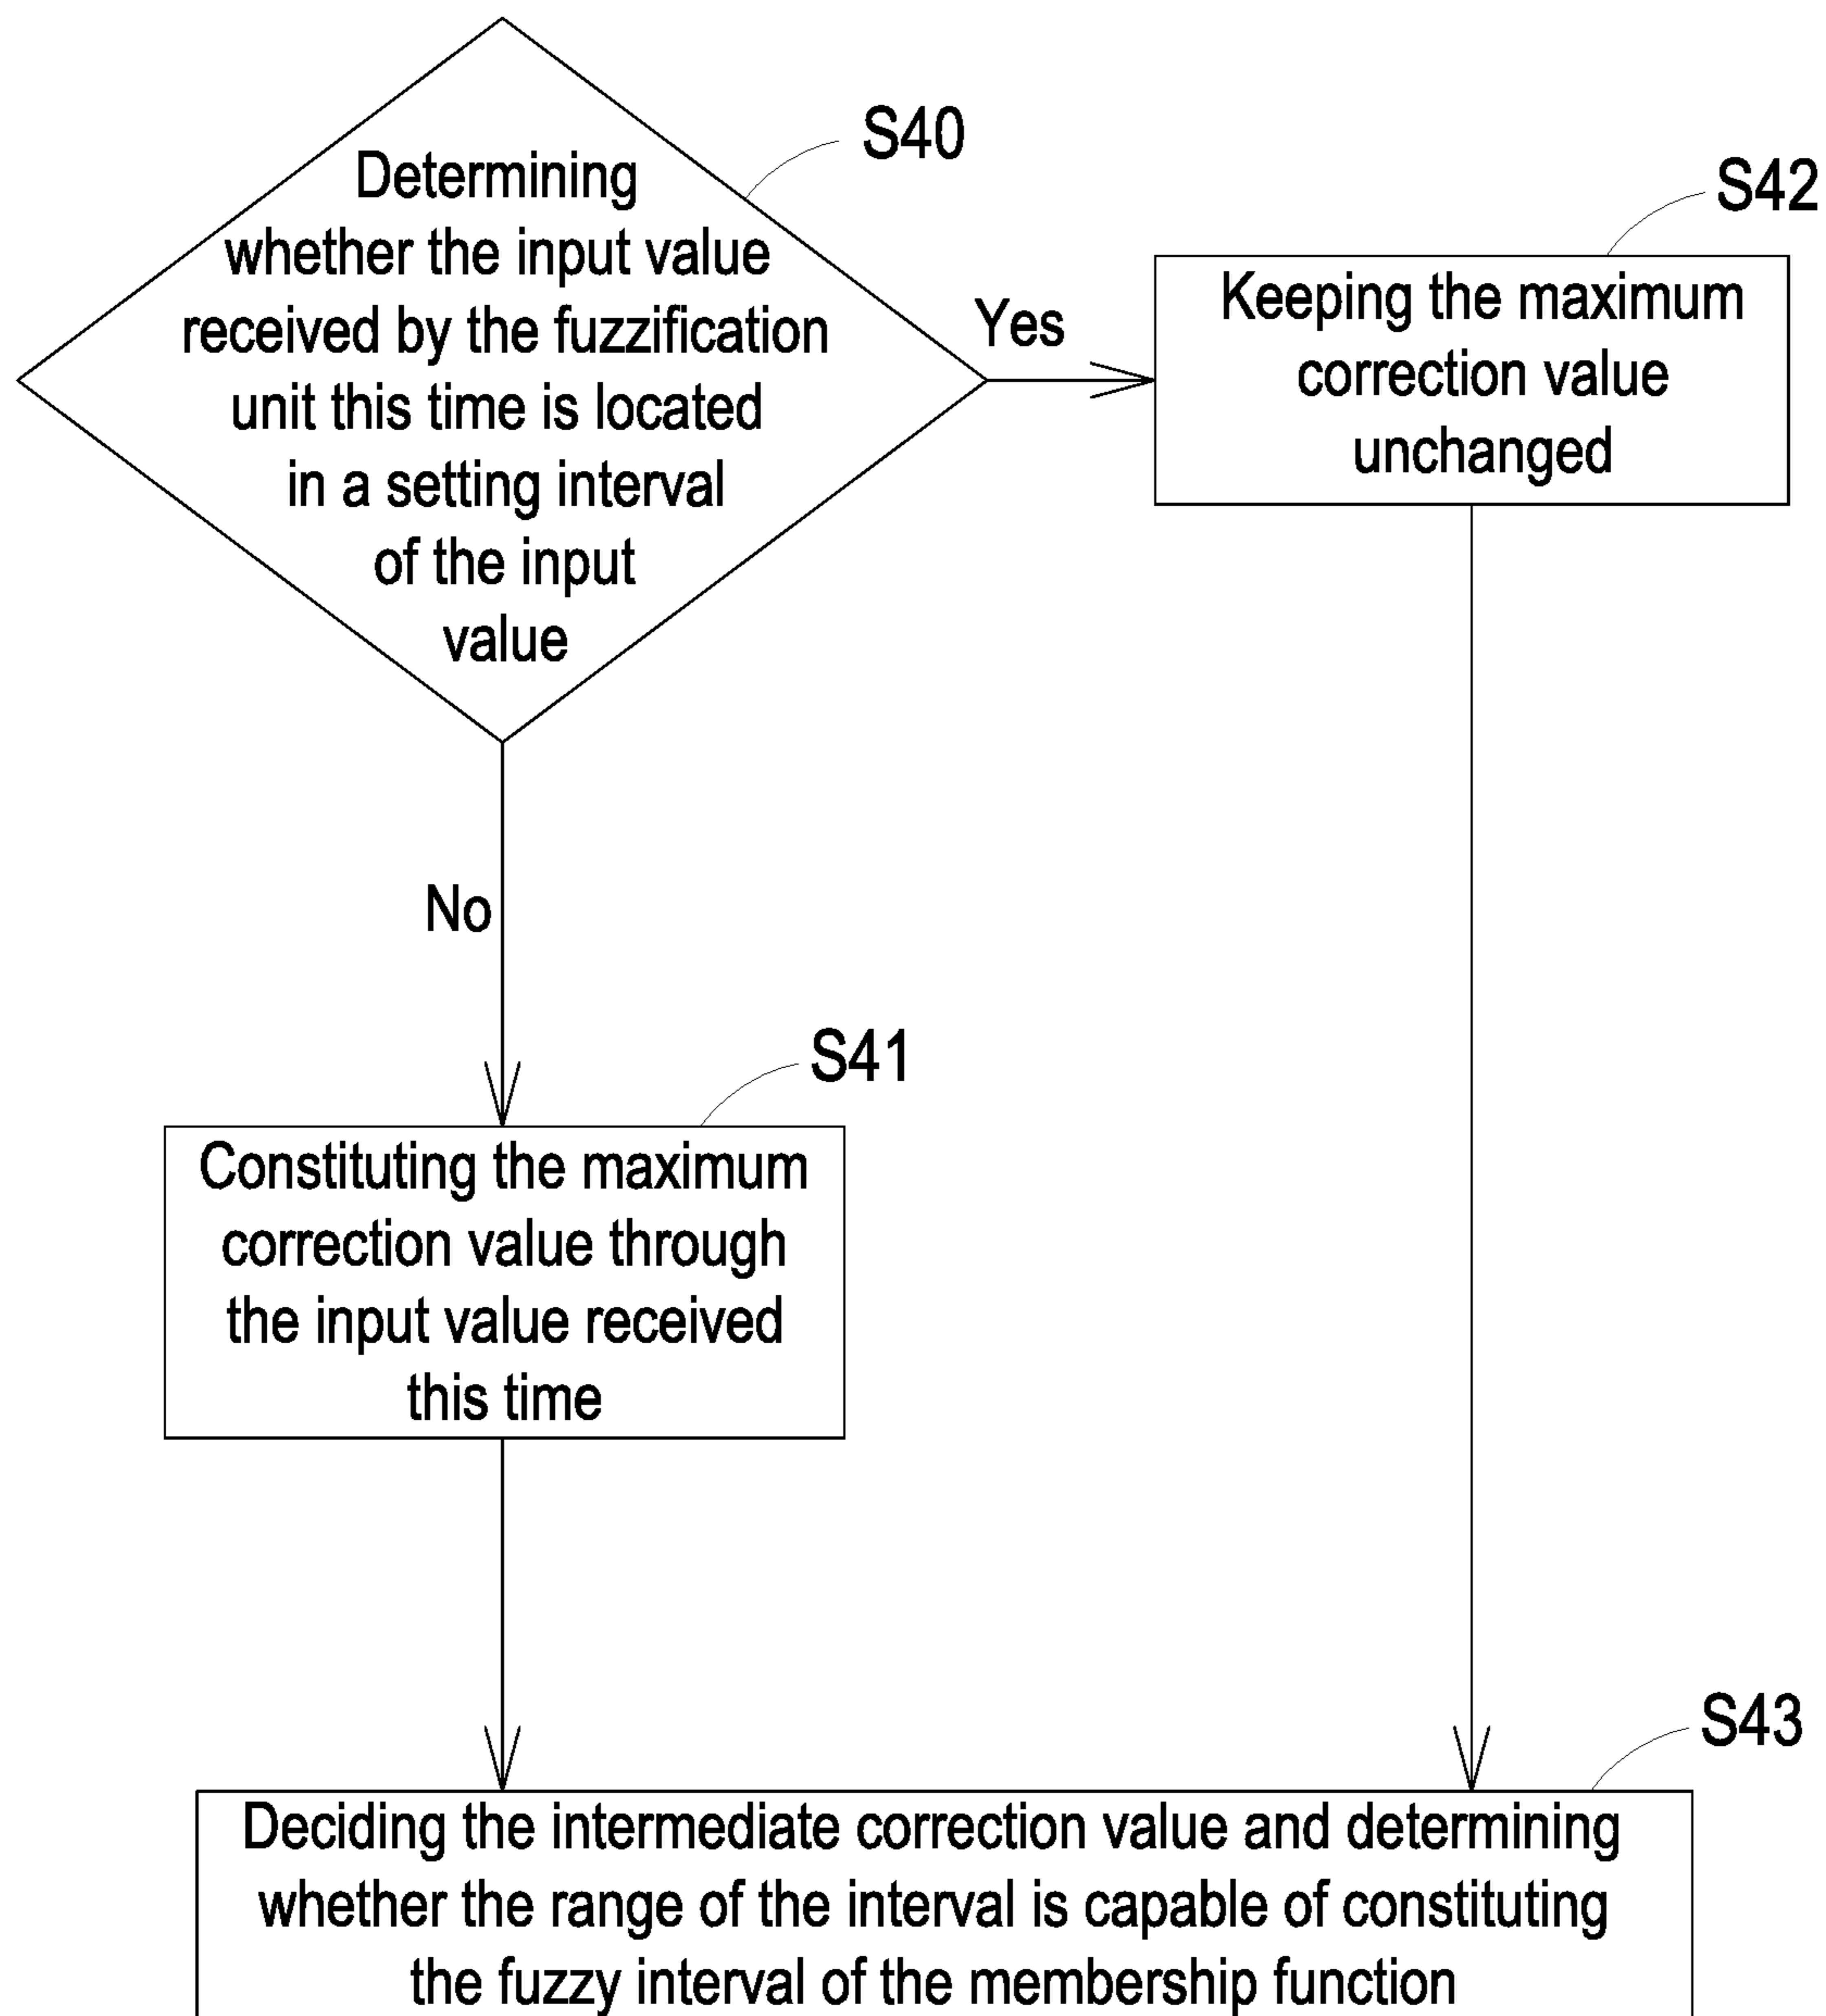 S40
Determining
whether the input value
received by the fuzzification
unit this time is located
in a setting interval
of the input
value
Yes
S42
Keeping the maximum
correction value
unchanged
No
S41
Constituting the maximum
correction value through
the input value received
this time
S43
Deciding the intermediate correction value and determining
whether the range of the interval is capable of constituting
the fuzzy interval of the membership function